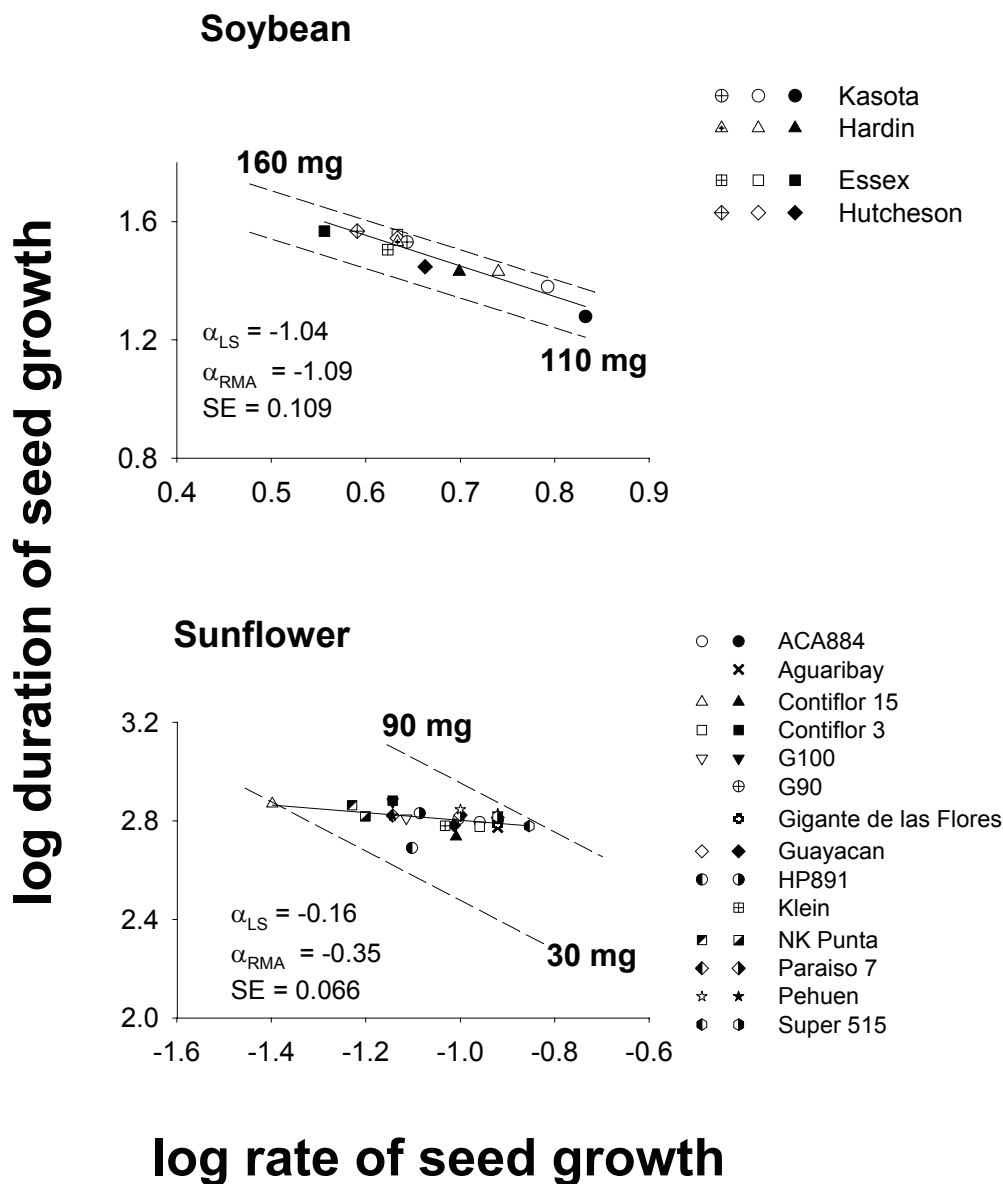 Soybean
Kasota
Hardin
Essex
Hutcheson
160 mg
110 mg
1.6
1.2
0.8
α_LS = -1.04
α_RMA = -1.09
SE = 0.109
0.4 0.5 0.6 0.7 0.8 0.9
log duration of seed growth
Sunflower
ACA884
Aguaribay
Contiflor 15
Contiflor 3
G100
G90
Gigante de las Flores
Guayacan
HP891
Klein
NK Punta
Paraiso 7
Pehuen
Super 515
90 mg
30 mg
3.2
2.8
2.4
2.0
α_LS = -0.16
α_RMA = -0.35
SE = 0.066
-1.6 -1.4 -1.2 -1.0 -0.8 -0.6
log rate of seed growth